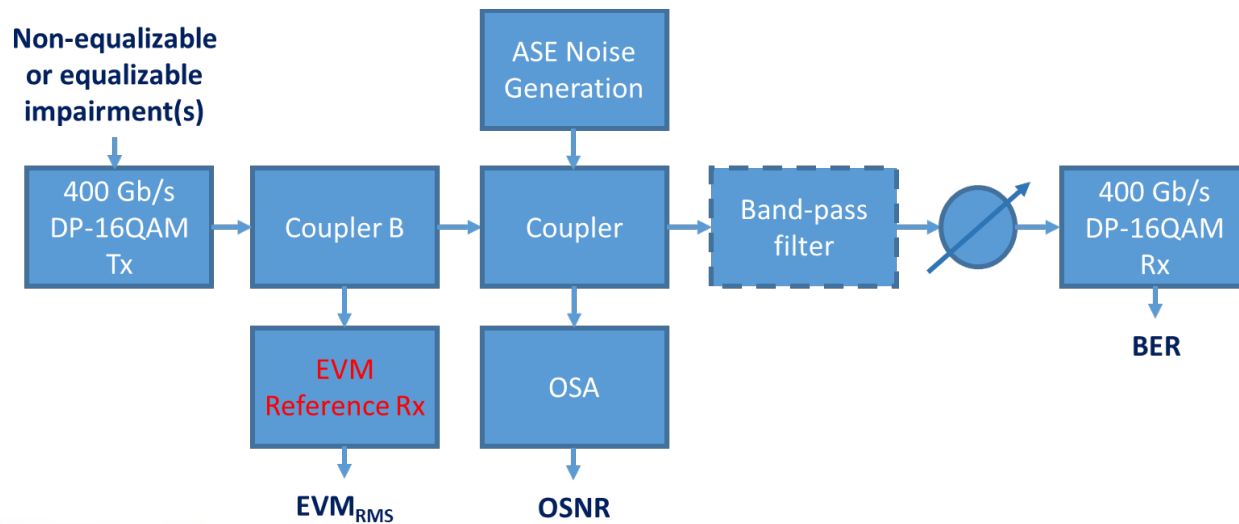 Non-equalizable
or equalizable
impairment(s)
ASE Noise
Generation
400 Gb/s
DP-16QAM
Tx
Coupler B
Coupler
Band-pass
filter
400 Gb/s
DP-16QAM
Rx
EVM
Reference Rx
OSA
BER
EVMRMS
OSNR